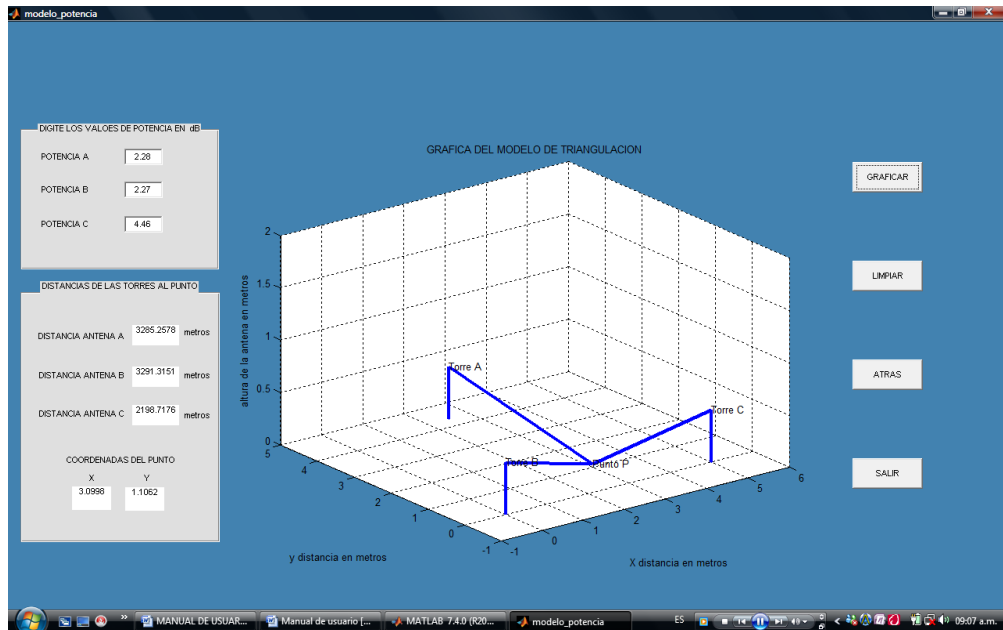 modelo_potencia
DIGITE LOS VALOES DE POTENCIA EN dB
POTENCIA A 2.28
POTENCIA B 2.27
POTENCIA C 4.46
DISTANCIAS DE LAS TORRES AL PUNTO
DISTANCIA ANTENA A 3285.2578 metros
DISTANCIA ANTENA B 3291.3151 metros
DISTANCIA ANTENA C 2198.7176 metros
COORDENADAS DEL PUNTO
X Y
3.0998 1.1062
GRAFICA DEL MODELO DE TRIANGULACION
altura de la antena en metros
2
1.5
1
0.5
0
5
4
3
2
1
0
-1
-1
0
1
2
3
4
5
6
Torre A
Torre B
Punto P
Torre C
y distancia en metros
X distancia en metros
GRAFICAR
LIMPIAR
ATRAS
SALIR
MANUAL DE USUAR...
Manual de usuario [...
MATLAB 7.4.0 (R20...
modelo_potencia
ES
09:07 a.m.